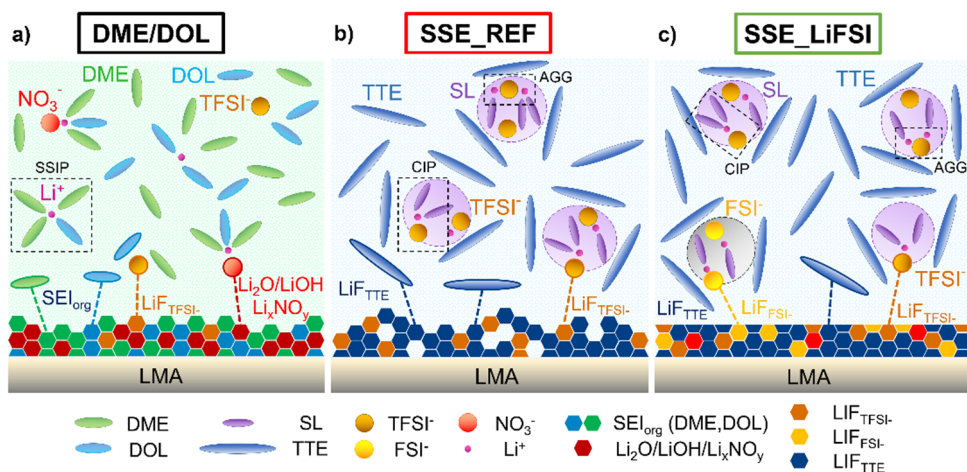 a)
DME/DOL
DME
DOL
NO₃⁻
TFSI⁻
SSIP
Li⁺
SEIorg
LiFTFSI-
Li₂O/LiOH
LiₓNOy
LMA
b)
SSE_REF
TTE
SL
AGG
CIP
TFSI⁻
LiFTTE
LiFTFSI-
LMA
c)
SSE_LiFSI
SL
TTE
CIP
AGG
FSI⁻
TFSI⁻
LiFTTE
LiFFSI-
LiFTFSI-
LMA
DME
DOL
SL
TTE
TFSI⁻
FSI⁻
NO₃⁻
Li⁺
SEIorg (DME,DOL)
Li₂O/LiOH/LiₓNOy
LIFTFSI-
LIFFSI-
LIFTTE